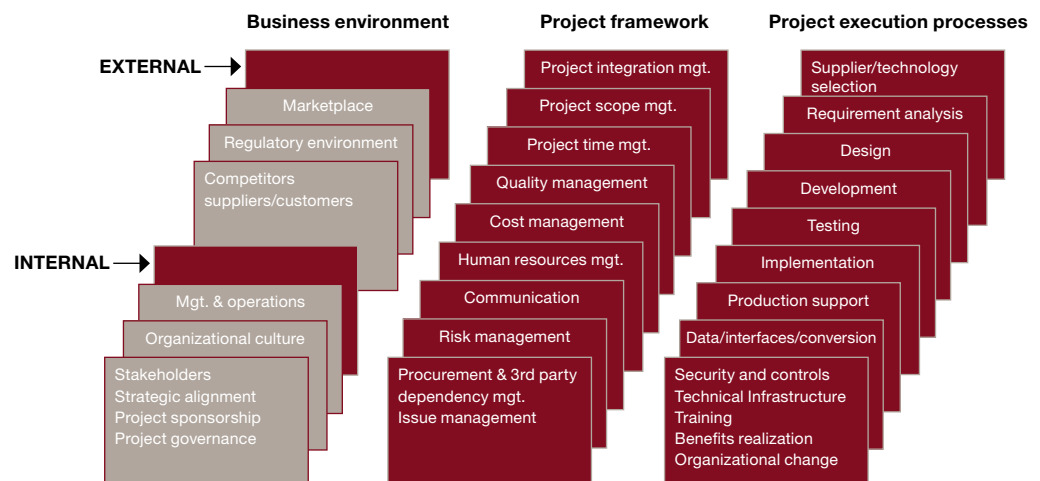 Business environment
EXTERNAL
Marketplace
Regulatory environment
Competitors
suppliers/customers
INTERNAL
Mgt. & operations
Organizational culture
Stakeholders
Strategic alignment
Project sponsorship
Project governance
Project framework
Project integration mgt.
Project scope mgt.
Project time mgt.
Quality management
Cost management
Human resources mgt.
Communication
Risk management
Procurement & 3rd party
dependency mgt.
Issue management
Project execution processes
Supplier/technology
selection
Requirement analysis
Design
Development
Testing
Implementation
Production support
Data/interfaces/conversion
Security and controls
Technical Infrastructure
Training
Benefits realization
Organizational change